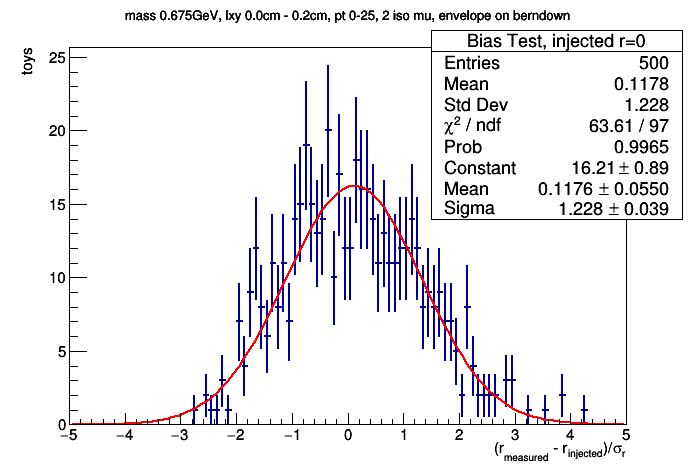 mass 0.675GeV, lxy 0.0cm - 0.2cm, pt 0-25, 2 iso mu, envelope on berndown
Bias Test, injected r=0
Entries 500
Mean 0.1178
Std Dev 1.228
χ² / ndf 63.61 / 97
Prob 0.9965
Constant 16.21 ± 0.89
Mean 0.1176 ± 0.0550
Sigma 1.228 ± 0.039
toys
25
20
15
10
5
0
−5 −4 −3 −2 −1 0 1 2 3 4 5
(r_measured - r_injected)/σ_r